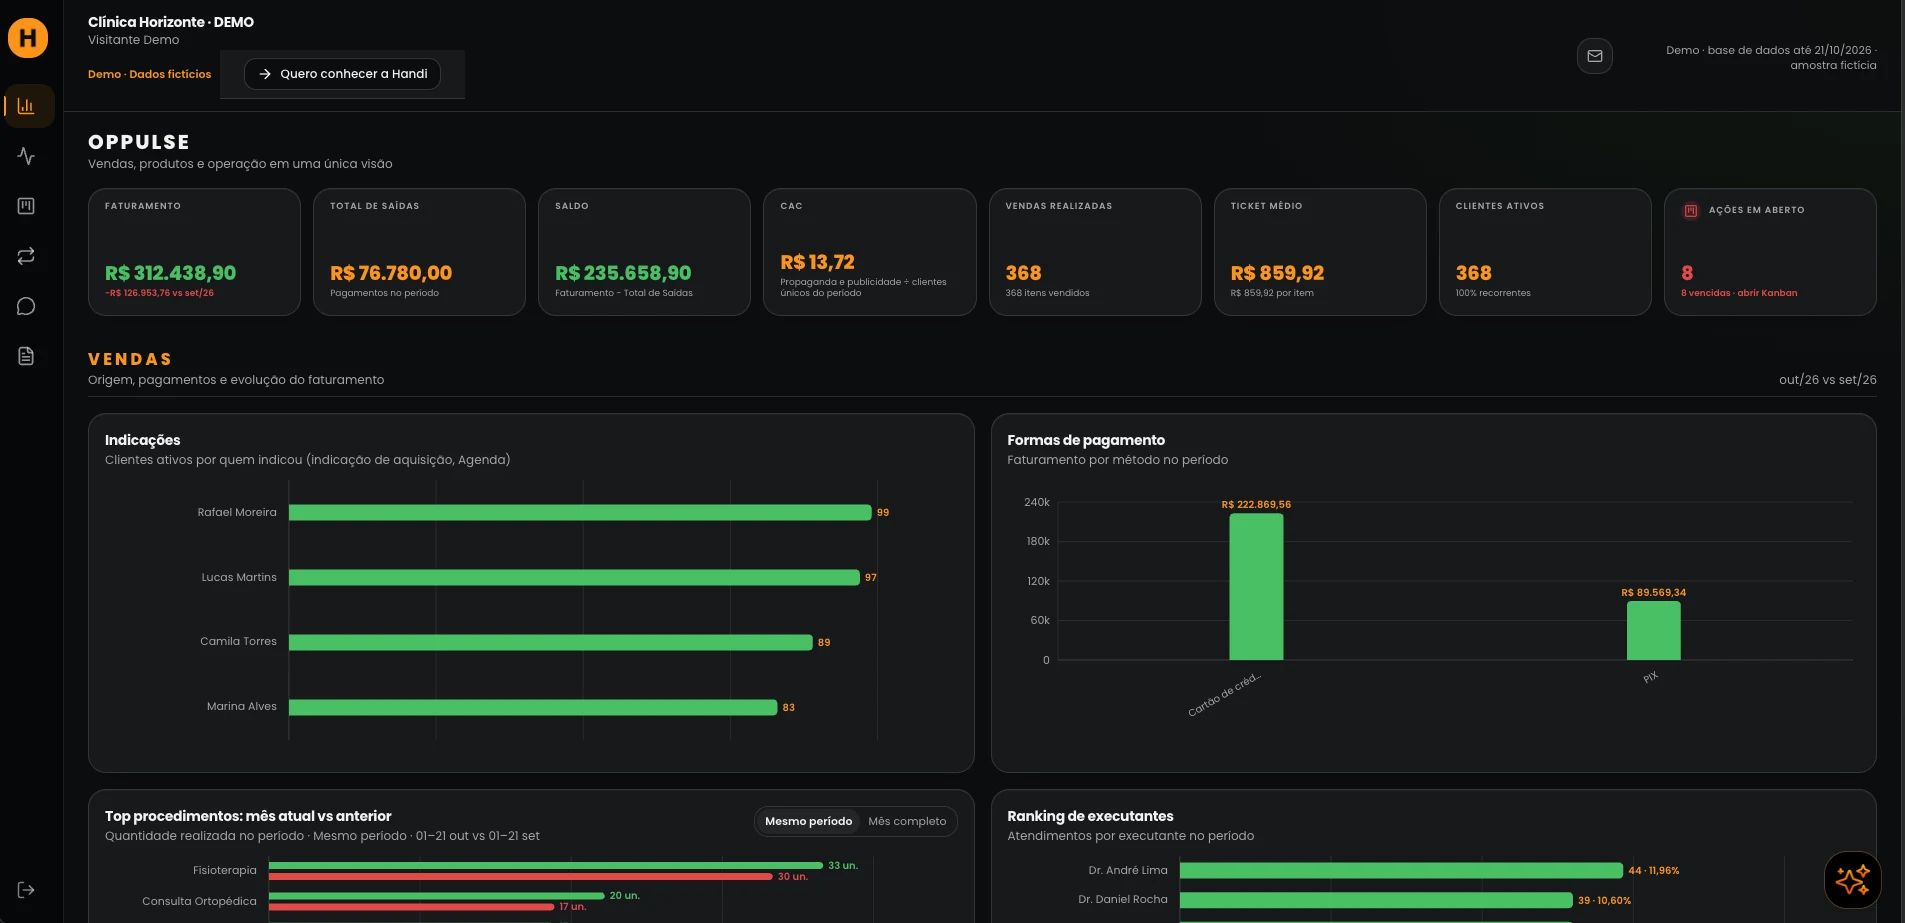 H
Clínica Horizonte · DEMO
Visitante Demo
Demo · Dados fictícios
→ Quero conhecer a Handi
Demo · base de dados até 21/10/2026 ·
amostra fictícia
OPPULSE
Vendas, produtos e operação em uma única visão
FATURAMENTO
R$ 312.438,90
-R$ 126.953,76 vs set/26
TOTAL DE SAÍDAS
R$ 76.780,00
Pagamentos no período
SALDO
R$ 235.658,90
Faturamento - Total de Saídas
CAC
R$ 13,72
Propaganda e publicidade ÷ clientes
únicos do período
VENDAS REALIZADAS
368
368 itens vendidos
TICKET MÉDIO
R$ 859,92
R$ 859,92 por item
CLIENTES ATIVOS
368
100% recorrentes
AÇÕES EM ABERTO
8
8 vencidas · abrir Kanban
VENDAS
Origem, pagamentos e evolução do faturamento
out/26 vs set/26
Indicações
Clientes ativos por quem indicou (indicação de aquisição, Agenda)
Rafael Moreira 99
Lucas Martins 97
Camila Torres 89
Marina Alves 83
Formas de pagamento
Faturamento por método no período
240k
180k
120k
60k
0
R$ 222.869,56
R$ 89.569,34
Cartão de créd...
PIX
Top procedimentos: mês atual vs anterior
Quantidade realizada no período · Mesmo período · 01–21 out vs 01–21 set
Mesmo período
Mês completo
Fisioterapia 33 un.
30 un.
Consulta Ortopédica 20 un.
17 un.
Ranking de executantes
Atendimentos por executante no período
Dr. André Lima 44 · 11,96%
Dr. Daniel Rocha 39 · 10,60%